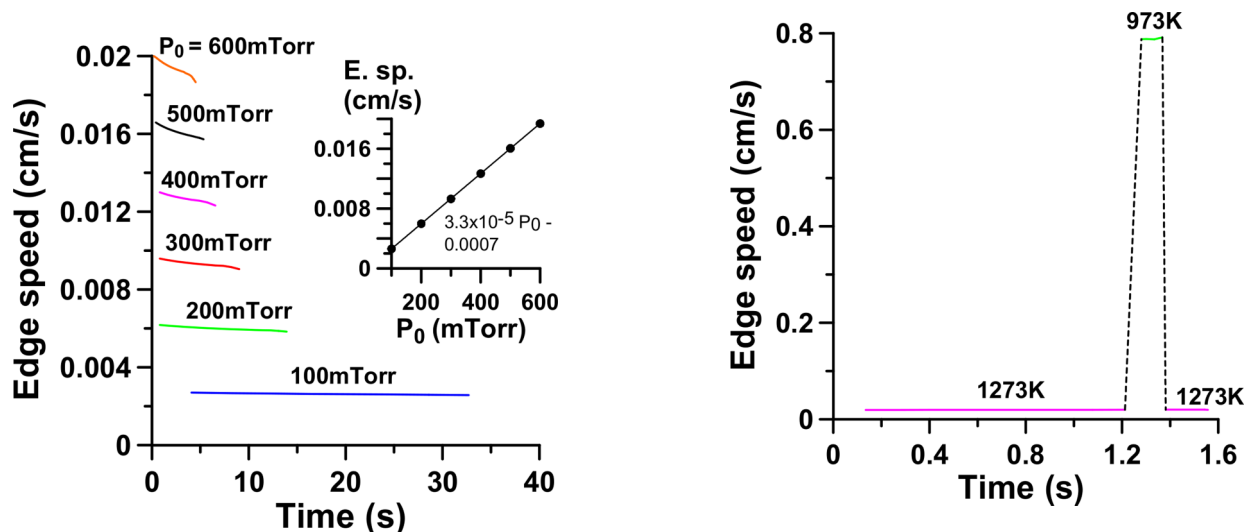 P₀ = 600mTorr
0.02
500mTorr
0.016
400mTorr
0.012
300mTorr
0.008
200mTorr
0.004
100mTorr
0
0 10 20 30 40
Time (s)
Edge speed (cm/s)
E. sp.
(cm/s)
0.016
0.008
0
3.3x10⁻⁵ P₀ -
0.0007
200 400 600
P₀ (mTorr)
973K
0.8
0.6
0.4
0.2
0
1273K
1273K
0 0.4 0.8 1.2 1.6
Time (s)
Edge speed (cm/s)